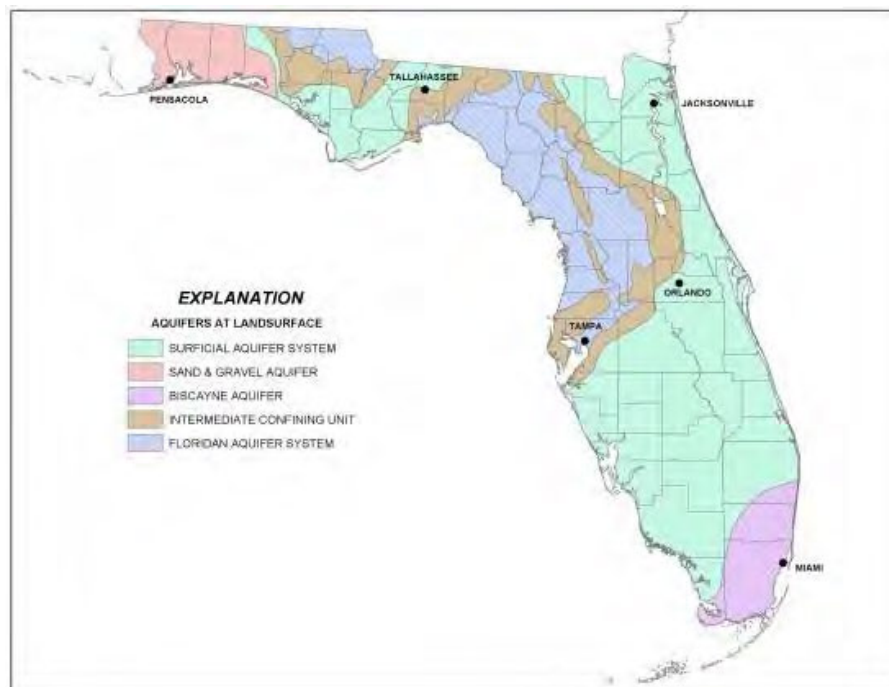 TALLAHASSEE
PENSACOLA
JACKSONVILLE
ORLANDO
TAMPA
MIAMI
EXPLANATION
AQUIFERS AT LANDSURFACE
SURFICIAL AQUIFER SYSTEM
SAND & GRAVEL AQUIFER
BISCAYNE AQUIFER
INTERMEDIATE CONFINING UNIT
FLORIDAN AQUIFER SYSTEM